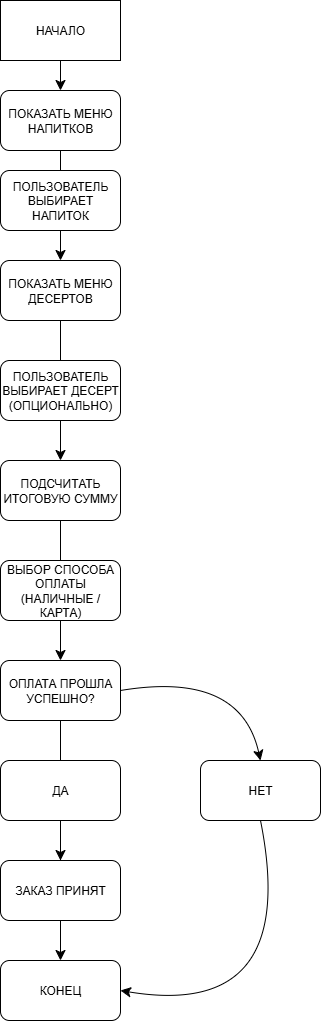 НАЧАЛО
ПОКАЗАТЬ МЕНЮ
НАПИТКОВ
ПОЛЬЗОВАТЕЛЬ
ВЫБИРАЕТ
НАПИТОК
ПОКАЗАТЬ МЕНЮ
ДЕСЕРТОВ
ПОЛЬЗОВАТЕЛЬ
ВЫБИРАЕТ ДЕСЕРТ
(ОПЦИОНАЛЬНО)
ПОДСЧИТАТЬ
ИТОГОВУЮ СУММУ
ВЫБОР СПОСОБА
ОПЛАТЫ
(НАЛИЧНЫЕ /
КАРТА)
ОПЛАТА ПРОШЛА
УСПЕШНО?
ДА
НЕТ
ЗАКАЗ ПРИНЯТ
КОНЕЦ